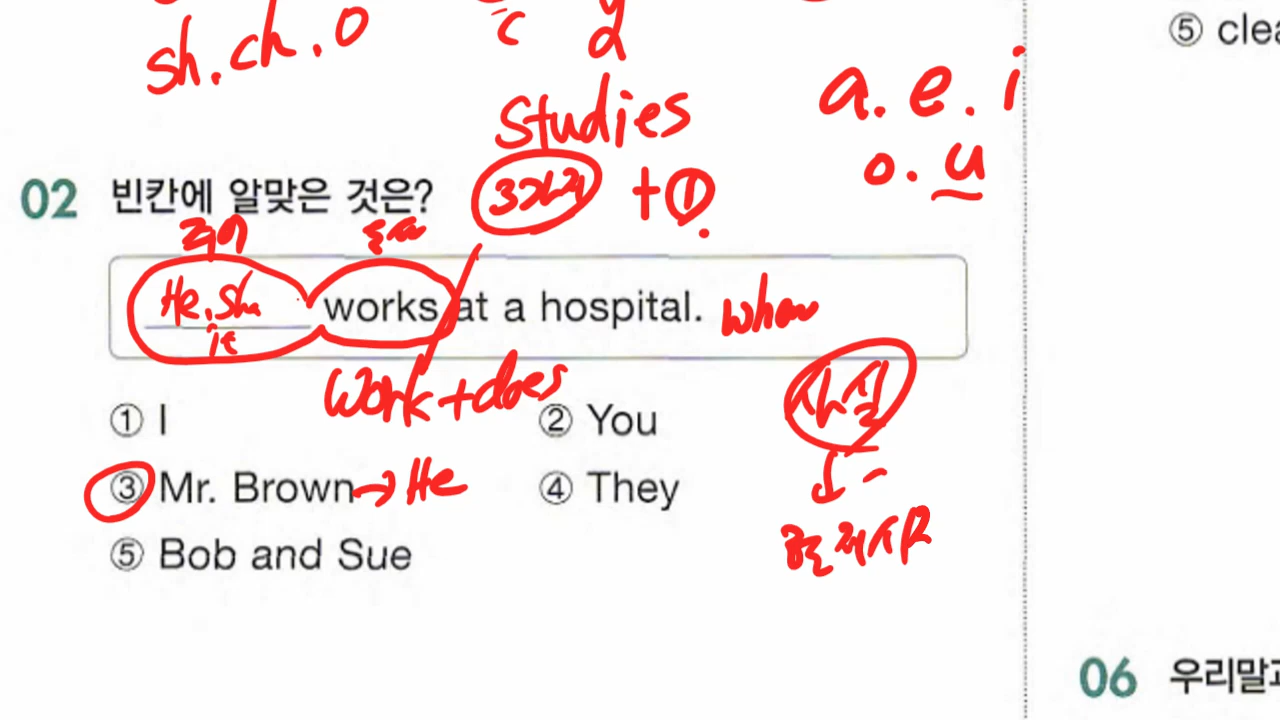 sh. ch. o
c
y
d
studies
a. e. i
o. u
⑤ clea
02 빈칸에 알맞은 것은?
3인칭 + ①
주어
동사
He, she works at a hospital.
it
work + does
사실
현재시제
① I
② You
③ Mr. Brown → He
④ They
⑤ Bob and Sue
06 우리말과